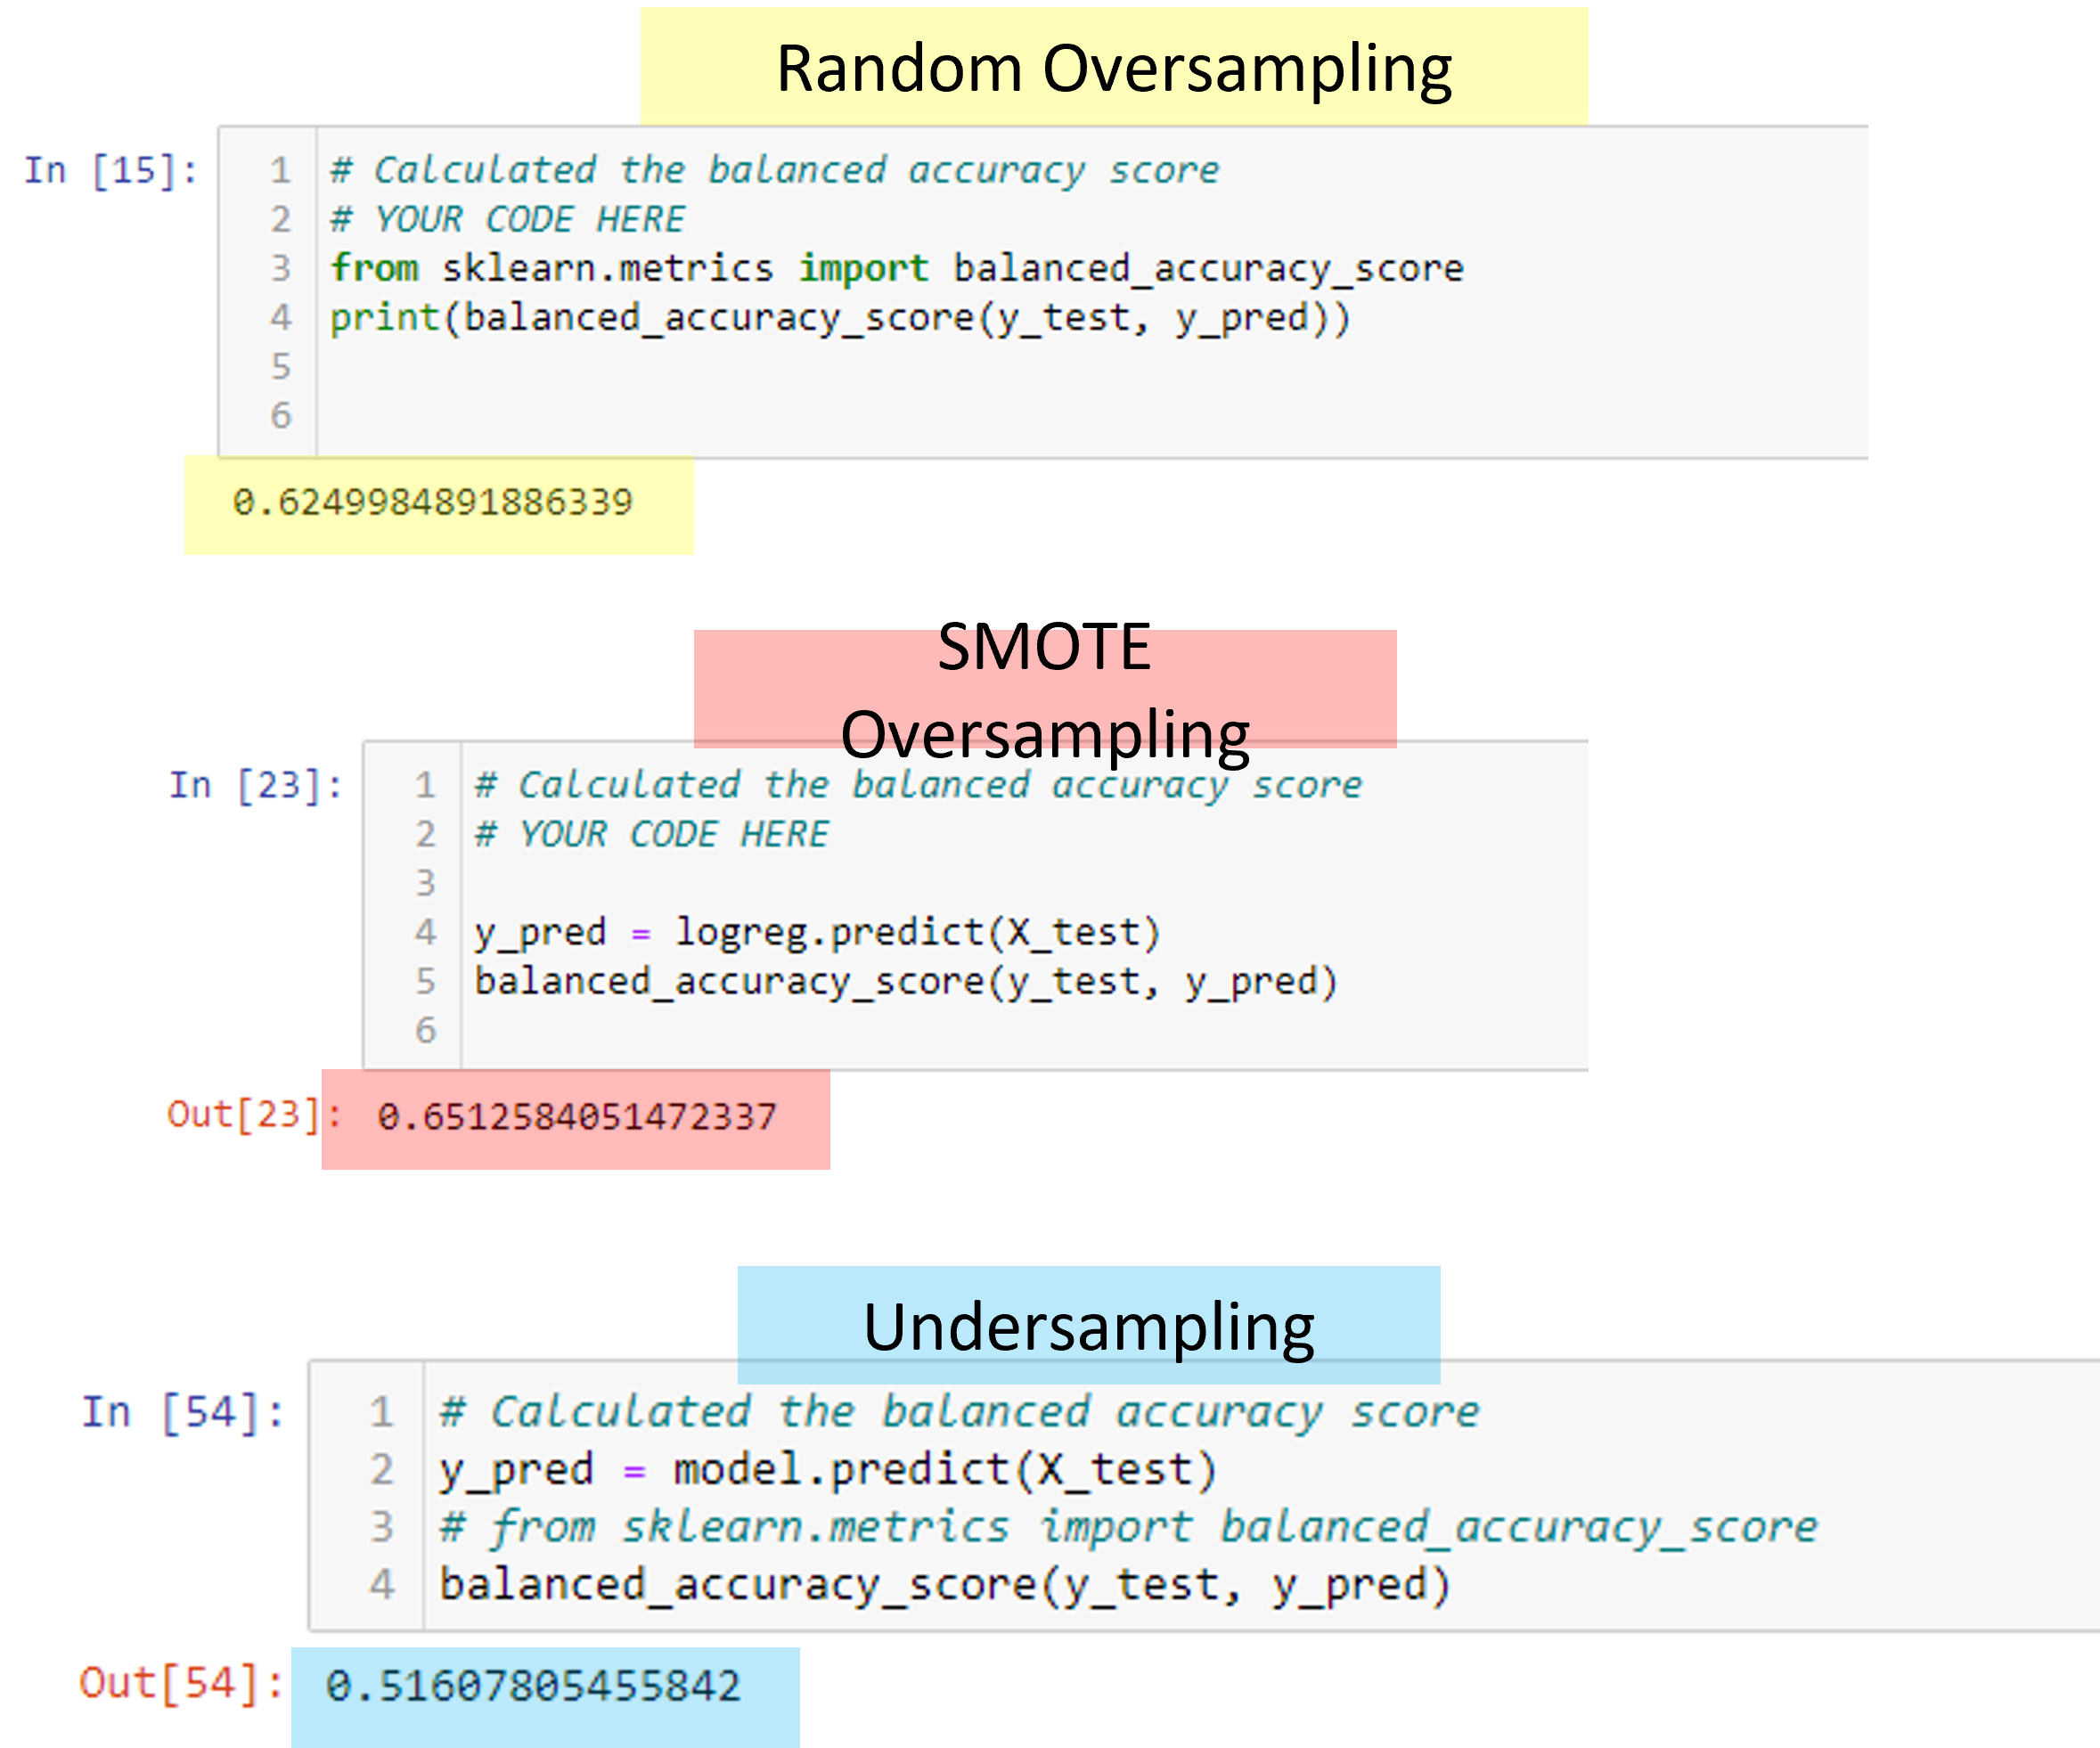 Random Oversampling
In [15]:
1 # Calculated the balanced accuracy score
2 # YOUR CODE HERE
3 from sklearn.metrics import balanced_accuracy_score
4 print(balanced_accuracy_score(y_test, y_pred))
5
6
0.6249984891886339
SMOTE
Oversampling
In [23]:
1 # Calculated the balanced accuracy score
2 # YOUR CODE HERE
3
4 y_pred = logreg.predict(X_test)
5 balanced_accuracy_score(y_test, y_pred)
6
Out[23]: 0.6512584051472337
Undersampling
In [54]:
1 # Calculated the balanced accuracy score
2 y_pred = model.predict(X_test)
3 # from sklearn.metrics import balanced_accuracy_score
4 balanced_accuracy_score(y_test, y_pred)
Out[54]: 0.51607805455842